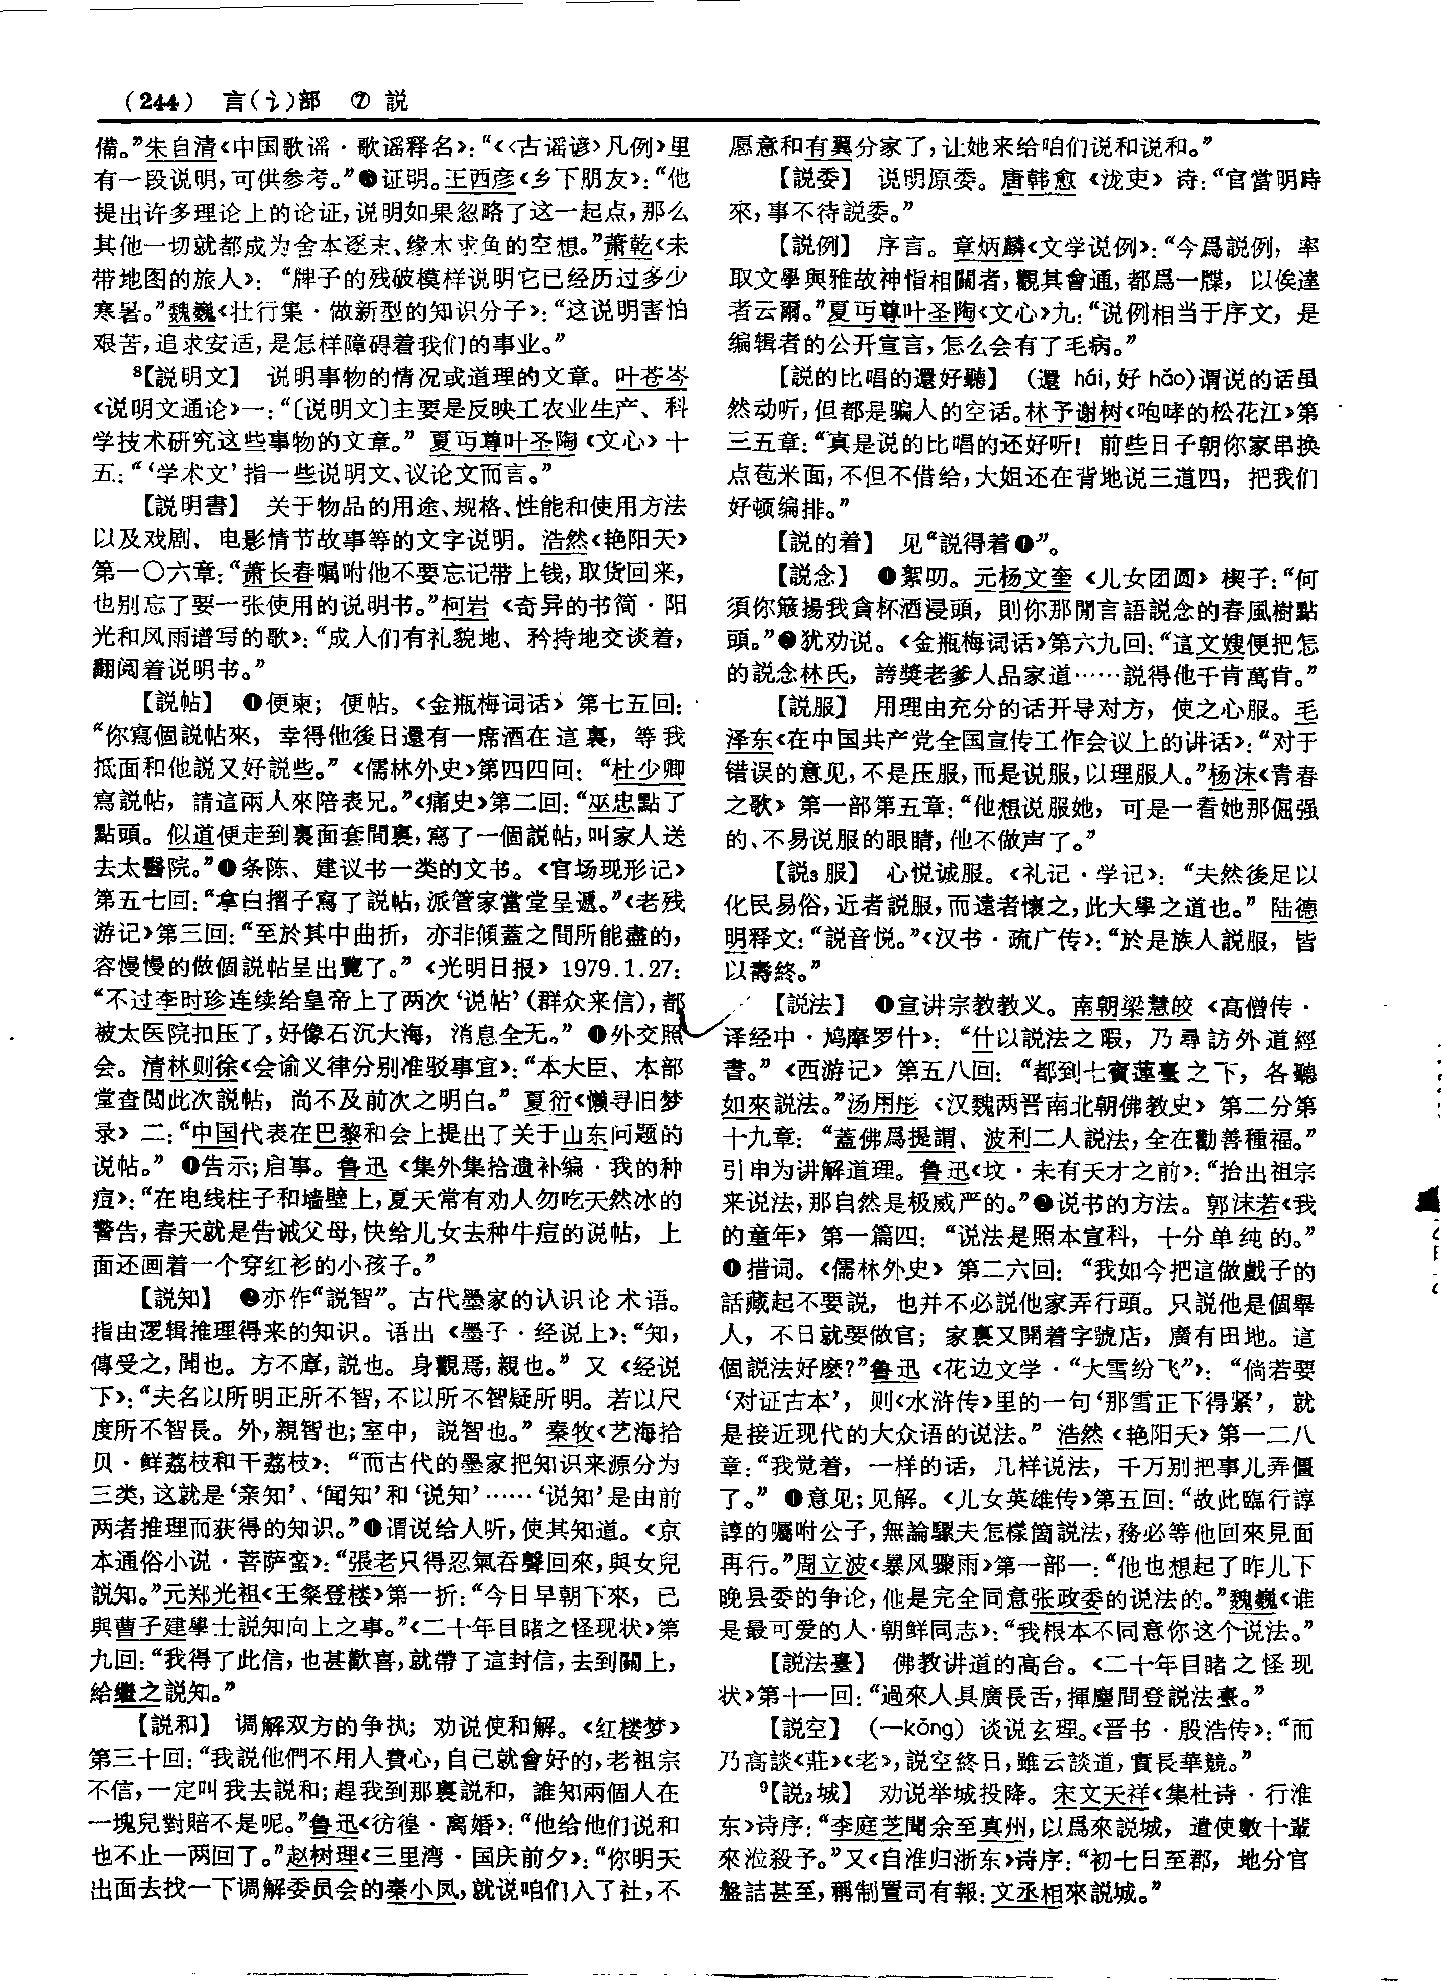 (244) 言(讠)部 ⑦ 説
備。”朱自清《中国歌谣·歌谣释名》：“《〈古谣谚〉凡例》里
有一段说明，可供参考。”❸证明。王西彦《乡下朋友》：“他
提出许多理论上的论证，说明如果忽略了这一起点，那么
其他一切就都成为舍本逐末、缘木求鱼的空想。”萧乾《未
带地图的旅人》：“牌子的残破模样说明它已经历过多少
寒暑。”魏巍《壮行集·做新型的知识分子》：“这说明害怕
艰苦，追求安适，是怎样障碍着我们的事业。”
⁸【説明文】 说明事物的情况或道理的文章。叶苍岑
《说明文通论》一：“〔说明文〕主要是反映工农业生产、科
学技术研究这些事物的文章。” 夏丏尊叶圣陶《文心》十
五：“‘学术文’指一些说明文、议论文而言。”
【説明書】 关于物品的用途、规格、性能和使用方法
以及戏剧、电影情节故事等的文字说明。浩然《艳阳天》
第一〇六章：“萧长春嘱咐他不要忘记带上钱，取货回来，
也别忘了要一张使用的说明书。”柯岩《奇异的书简·阳
光和风雨谱写的歌》：“成人们有礼貌地、矜持地交谈着，
翻阅着说明书。”
【説帖】 ❶便柬；便帖。《金瓶梅词话》第七五回：
“你寫個説帖來，幸得他後日還有一席酒在這裏，等我
抵面和他説又好説些。”《儒林外史》第四四回：“杜少卿
寫説帖，請這兩人來陪表兄。”《痛史》第二回：“巫忠點了
點頭。似道便走到裏面套間裏，寫了一個説帖，叫家人送
去太醫院。”❶条陈、建议书一类的文书。《官场现形记》
第五七回：“拿白摺子寫了説帖，派管家當堂呈遞。”《老残
游记》第三回：“至於其中曲折，亦非傾蓋之間所能盡的，
容慢慢的做個説帖呈出覽了。”《光明日报》1979.1.27：
“不过李时珍连续给皇帝上了两次‘说帖’（群众来信），都
被太医院扣压了，好像石沉大海，消息全无。” ❶外交照
会。清林则徐《会谕义律分别准驳事宜》：“本大臣、本部
堂查閲此次説帖，尚不及前次之明白。” 夏衍《懒寻旧梦
录》二：“中国代表在巴黎和会上提出了关于山东问题的
说帖。” ❶告示；启事。鲁迅《集外集拾遗补编·我的种
痘》：“在电线柱子和墙壁上，夏天常有劝人勿吃天然冰的
警告，春天就是告诫父母，快给儿女去种牛痘的说帖，上
面还画着一个穿红衫的小孩子。”
【説知】 ❷亦作“説智”。古代墨家的认识论术语。
指由逻辑推理得来的知识。语出《墨子·经说上》：“知，
傳受之，聞也。方不㢓，説也。身觀焉，親也。” 又《经说
下》：“夫名以所明正所不智，不以所不智疑所明。若以尺
度所不智長。外，親智也；室中，説智也。” 秦牧《艺海拾
贝·鲜荔枝和干荔枝》：“而古代的墨家把知识来源分为
三类，这就是‘亲知’、‘闻知’和‘说知’……‘说知’是由前
两者推理而获得的知识。”❶谓说给人听，使其知道。《京
本通俗小说·菩萨蛮》：“張老只得忍氣吞聲回來，與女兒
説知。”元郑光祖《王粲登楼》第一折：“今日早朝下來，已
與曹子建學士説知向上之事。”《二十年目睹之怪现状》第
九回：“我得了此信，也甚歡喜，就帶了這封信，去到關上，
給繼之説知。”
【説和】 调解双方的争执；劝说使和解。《红楼梦》
第三十回：“我説他們不用人費心，自己就會好的，老祖宗
不信，一定叫我去説和；趕我到那裏説和，誰知兩個人在
一塊兒對賠不是呢。”鲁迅《彷徨·离婚》：“他给他们说和
也不止一两回了。”赵树理《三里湾·国庆前夕》：“你明天
出面去找一下调解委员会的秦小凤，就说咱们入了社，不
愿意和有翼分家了，让她来给咱们说和说和。”
【説委】 说明原委。唐韩愈《泷吏》诗：“官當明時
來，事不待説委。”
【説例】 序言。章炳麟《文学说例》：“今爲説例，率
取文學與雅故神恉相關者，觀其會通，都爲一牒，以俟達
者云爾。”夏丏尊叶圣陶《文心》九：“说例相当于序文，是
编辑者的公开宣言，怎么会有了毛病。”
【説的比唱的還好聽】 （還 hái，好 hǎo）谓说的话虽
然动听，但都是骗人的空话。林予谢树《咆哮的松花江》第
三五章：“真是说的比唱的还好听！前些日子朝你家串换
点苞米面，不但不借给，大姐还在背地说三道四，把我们
好顿编排。”
【説的着】 见“説得着❶”。
【説念】 ❶絮叨。元杨文奎《儿女团圆》楔子：“何
須你簸揚我貪杯酒浸頭，則你那閒言語説念的春風樹點
頭。”❷犹劝说。《金瓶梅词话》第六九回：“這文嫂便把怎
的説念林氏，誇獎老爹人品家道……説得他千肯萬肯。”
【説服】 用理由充分的话开导对方，使之心服。毛
泽东《在中国共产党全国宣传工作会议上的讲话》：“对于
错误的意见，不是压服，而是说服，以理服人。”杨沫《青春
之歌》第一部第五章：“他想说服她，可是一看她那倔强
的、不易说服的眼睛，他不做声了。”
【説₃服】 心悦诚服。《礼记·学记》：“夫然後足以
化民易俗，近者説服，而遠者懷之，此大學之道也。” 陆德
明释文：“説音悦。”《汉书·疏广传》：“於是族人説服，皆
以壽終。”
【説法】 ❶宣讲宗教教义。南朝梁慧皎《高僧传·
译经中·鸠摩罗什》：“什以説法之暇，乃尋訪外道經
書。”《西游记》第五八回：“都到七寶蓮臺之下，各聽
如來説法。”汤用彤《汉魏两晋南北朝佛教史》第二分第
十九章：“蓋佛爲提謂、波利二人説法，全在勸善種福。”
引申为讲解道理。鲁迅《坟·未有天才之前》：“抬出祖宗
来说法，那自然是极威严的。”❷说书的方法。郭沫若《我
的童年》第一篇四：“说法是照本宣科，十分单纯的。”
❶措词。《儒林外史》第二六回：“我如今把這做戲子的
話藏起不要説，也并不必説他家弄行頭。只説他是個舉
人，不日就要做官；家裏又開着字號店，廣有田地。這
個説法好麽？”鲁迅《花边文学·“大雪纷飞”》：“倘若要
‘对证古本’，则《水浒传》里的一句‘那雪正下得紧’，就
是接近现代的大众语的说法。” 浩然《艳阳天》第一二八
章：“我觉着，一样的话，几样说法，千万别把事儿弄僵
了。” ❶意见；见解。《儿女英雄传》第五回：“故此臨行諄
諄的囑咐公子，無論騾夫怎樣箇説法，務必等他回來見面
再行。”周立波《暴风骤雨》第一部一：“他也想起了昨儿下
晚县委的争论，他是完全同意张政委的说法的。”魏巍《谁
是最可爱的人·朝鲜同志》：“我根本不同意你这个说法。”
【説法臺】 佛教讲道的高台。《二十年目睹之怪现
状》第十一回：“過來人具廣長舌，揮麈間登説法臺。”
【説空】 （—kōng）谈说玄理。《晋书·殷浩传》：“而
乃高談《莊》《老》，説空終日，雖云談道，實長華競。”
⁹【説₂城】 劝说举城投降。宋文天祥《集杜诗·行淮
东》诗序：“李庭芝聞余至真州，以爲來説城，遣使數十輩
來涖殺予。”又《自淮归浙东》诗序：“初七日至郡，地分官
盤詰甚至，稱制置司有報：文丞相來説城。”